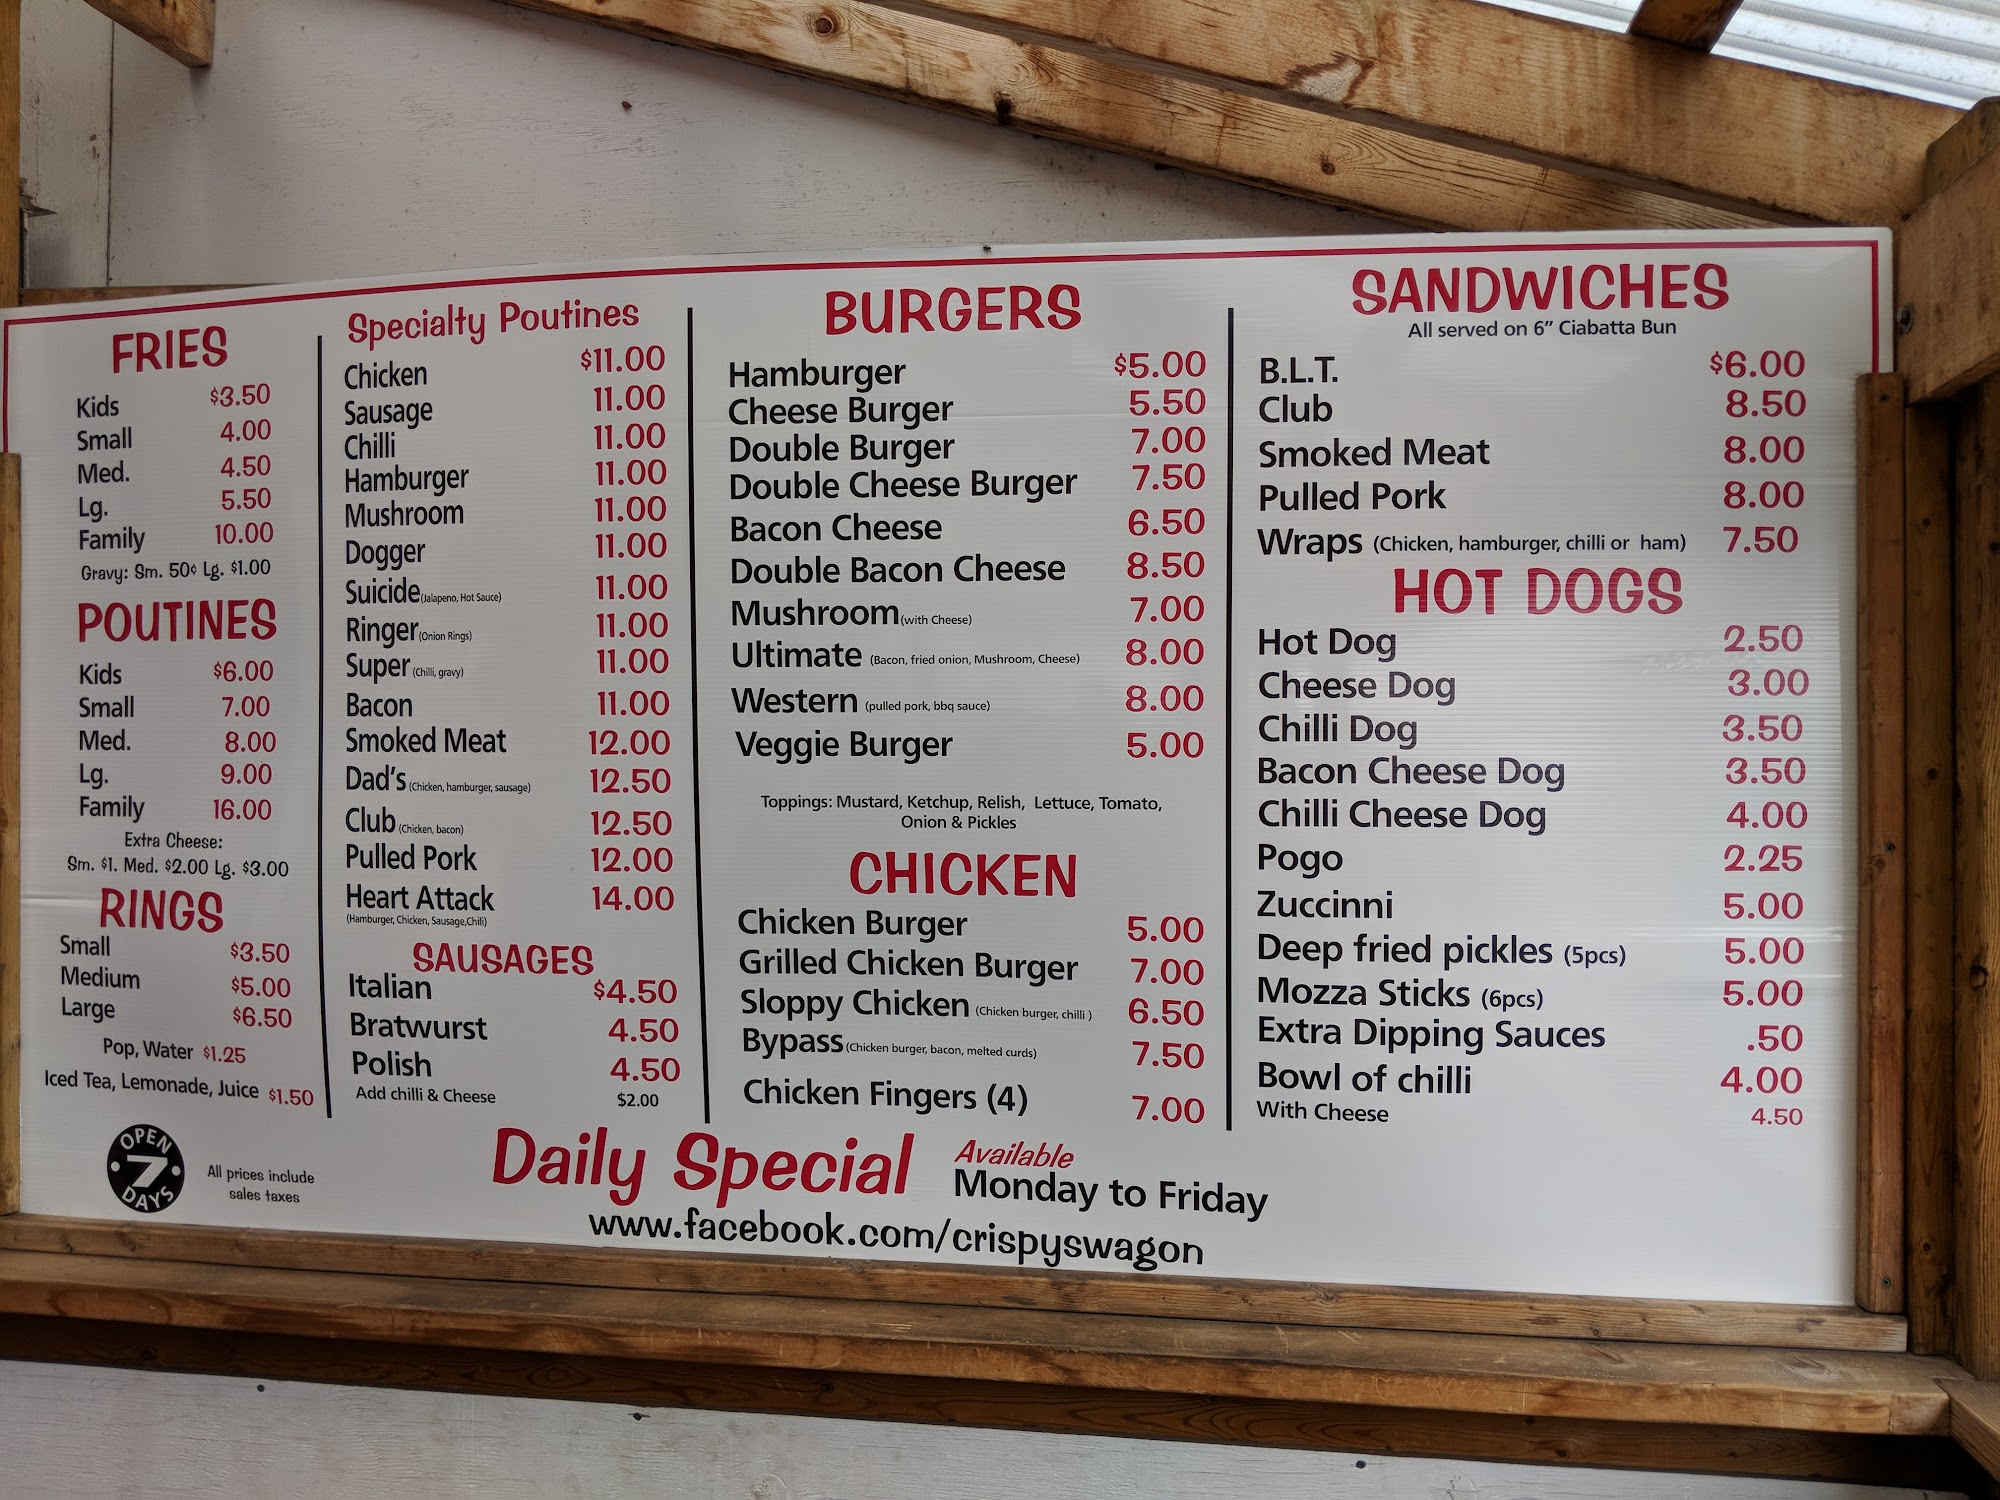 FRIES
Kids $3.50
Small 4.00
Med. 4.50
Lg. 5.50
Family 10.00
Gravy: Sm. 50¢ Lg. $1.00
POUTINES
Kids $6.00
Small 7.00
Med. 8.00
Lg. 9.00
Family 16.00
Extra Cheese:
Sm. $1. Med. $2.00 Lg. $3.00
RINGS
Small $3.50
Medium $5.00
Large $6.50
Pop, Water $1.25
Iced Tea, Lemonade, Juice $1.50
OPEN
7
DAYS
All prices include
sales taxes
Specialty Poutines
Chicken $11.00
Sausage 11.00
Chilli 11.00
Hamburger 11.00
Mushroom 11.00
Dogger 11.00
Suicide (Jalapeno, Hot Sauce) 11.00
Ringer (Onion Rings) 11.00
Super (Chilli, gravy) 11.00
Bacon 11.00
Smoked Meat 12.00
Dad's (Chicken, hamburger, sausage) 12.50
Club (Chicken, bacon) 12.50
Pulled Pork 12.00
Heart Attack 14.00
(Hamburger, Chicken, Sausage,Chili)
SAUSAGES
Italian $4.50
Bratwurst 4.50
Polish 4.50
Add chilli & Cheese $2.00
BURGERS
Hamburger $5.00
Cheese Burger 5.50
Double Burger 7.00
Double Cheese Burger 7.50
Bacon Cheese 6.50
Double Bacon Cheese 8.50
Mushroom (with Cheese) 7.00
Ultimate (Bacon, fried onion, Mushroom, Cheese) 8.00
Western (pulled pork, bbq sauce) 8.00
Veggie Burger 5.00
Toppings: Mustard, Ketchup, Relish, Lettuce, Tomato,
Onion & Pickles
CHICKEN
Chicken Burger 5.00
Grilled Chicken Burger 7.00
Sloppy Chicken (Chicken burger, chilli ) 6.50
Bypass (Chicken burger, bacon, melted curds) 7.50
Chicken Fingers (4) 7.00
SANDWICHES
All served on 6" Ciabatta Bun
B.L.T. $6.00
Club 8.50
Smoked Meat 8.00
Pulled Pork 8.00
Wraps (Chicken, hamburger, chilli or ham) 7.50
HOT DOGS
Hot Dog 2.50
Cheese Dog 3.00
Chilli Dog 3.50
Bacon Cheese Dog 3.50
Chilli Cheese Dog 4.00
Pogo 2.25
Zuccinni 5.00
Deep fried pickles (5pcs) 5.00
Mozza Sticks (6pcs) 5.00
Extra Dipping Sauces .50
Bowl of chilli 4.00
With Cheese 4.50
Daily Special Available
Monday to Friday
www.facebook.com/crispyswagon